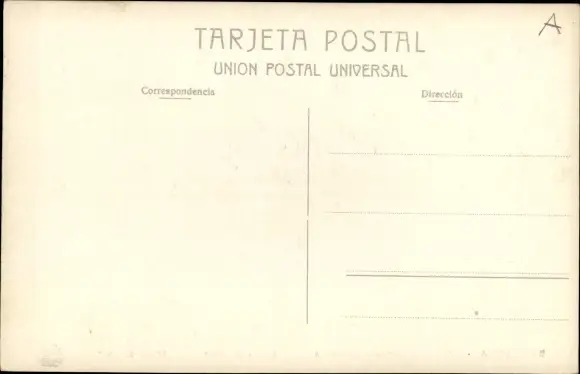 A
TARJETA POSTAL
UNION POSTAL UNIVERSAL
Correspondencia
Dirección